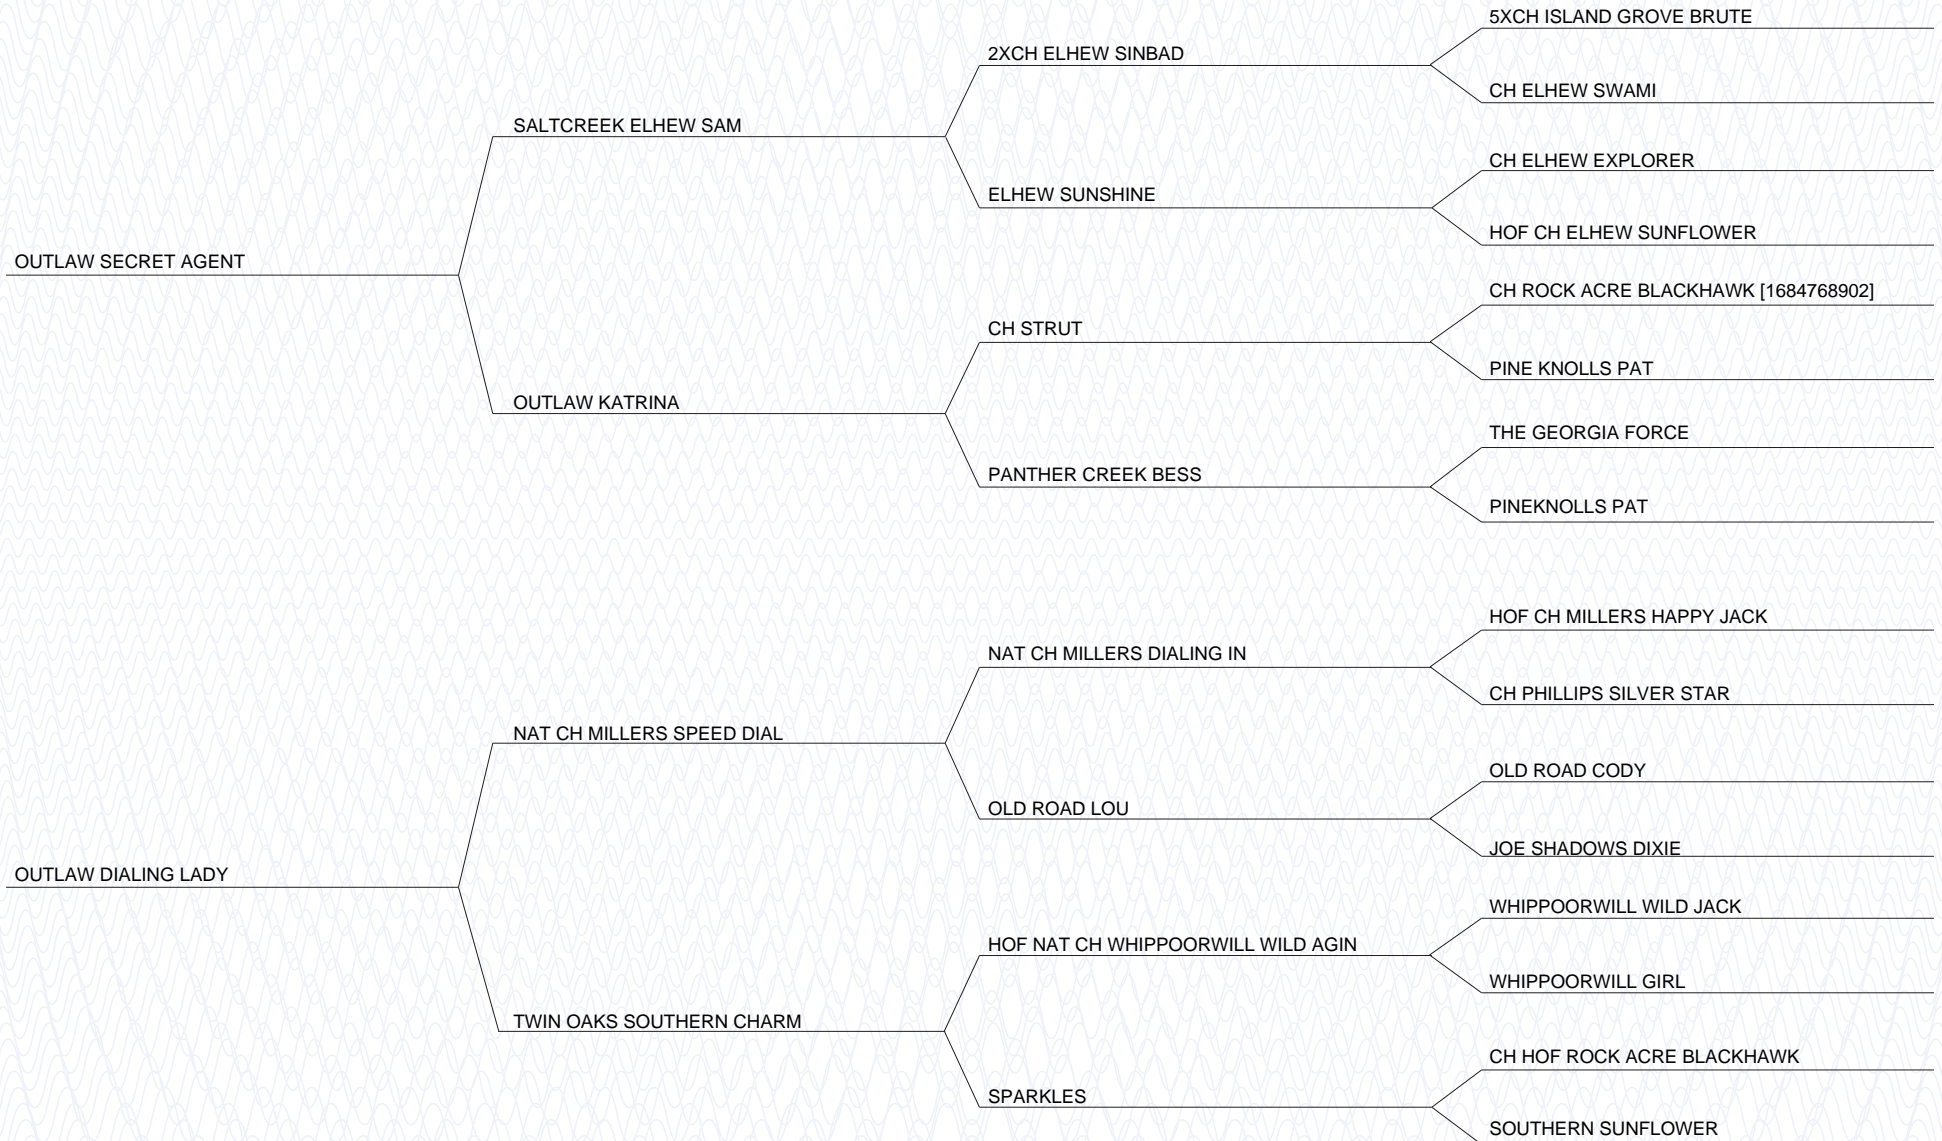 5XCH ISLAND GROVE BRUTE
2XCH ELHEW SINBAD
CH ELHEW SWAMI
SALTCREEK ELHEW SAM
CH ELHEW EXPLORER
ELHEW SUNSHINE
HOF CH ELHEW SUNFLOWER
OUTLAW SECRET AGENT
CH ROCK ACRE BLACKHAWK [1684768902]
CH STRUT
PINE KNOLLS PAT
OUTLAW KATRINA
THE GEORGIA FORCE
PANTHER CREEK BESS
PINEKNOLLS PAT
HOF CH MILLERS HAPPY JACK
NAT CH MILLERS DIALING IN
CH PHILLIPS SILVER STAR
NAT CH MILLERS SPEED DIAL
OLD ROAD CODY
OLD ROAD LOU
JOE SHADOWS DIXIE
OUTLAW DIALING LADY
WHIPPOORWILL WILD JACK
HOF NAT CH WHIPPOORWILL WILD AGIN
WHIPPOORWILL GIRL
TWIN OAKS SOUTHERN CHARM
CH HOF ROCK ACRE BLACKHAWK
SPARKLES
SOUTHERN SUNFLOWER